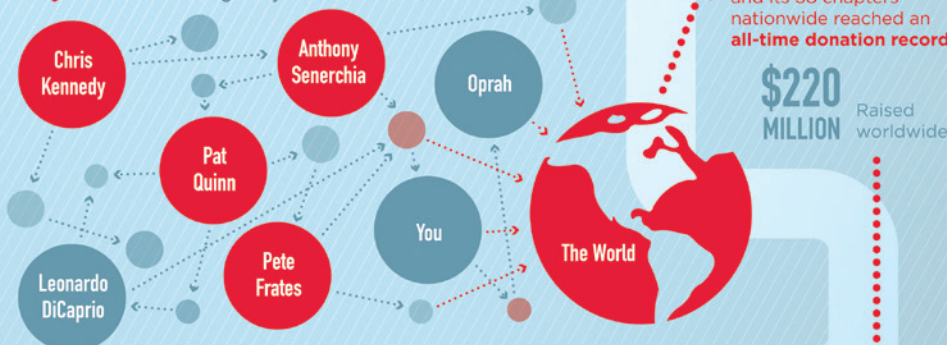 and its 38 chapters
nationwide reached an
all-time donation record
$220
MILLION
Raised
worldwide
Chris
Kennedy
Anthony
Senerchia
Oprah
Pat
Quinn
You
Pete
Frates
The World
Leonardo
DiCaprio